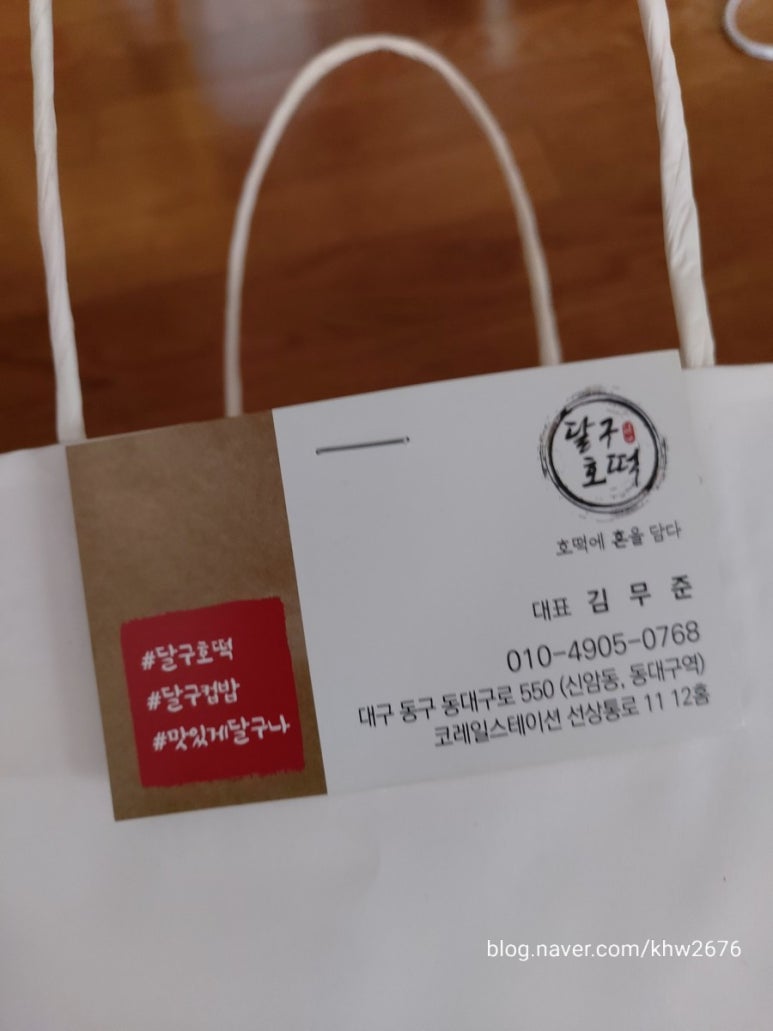 달구
호떡
호떡에 혼을 담다
대표 김 무 준
010-4905-0768
대구 동구 동대구로 550 (신암동, 동대구역)
코레일스테이션 선상통로 11 12홈
#달구호떡
#달구컵밥
#맛있게달구나
blog.naver.com/khw2676